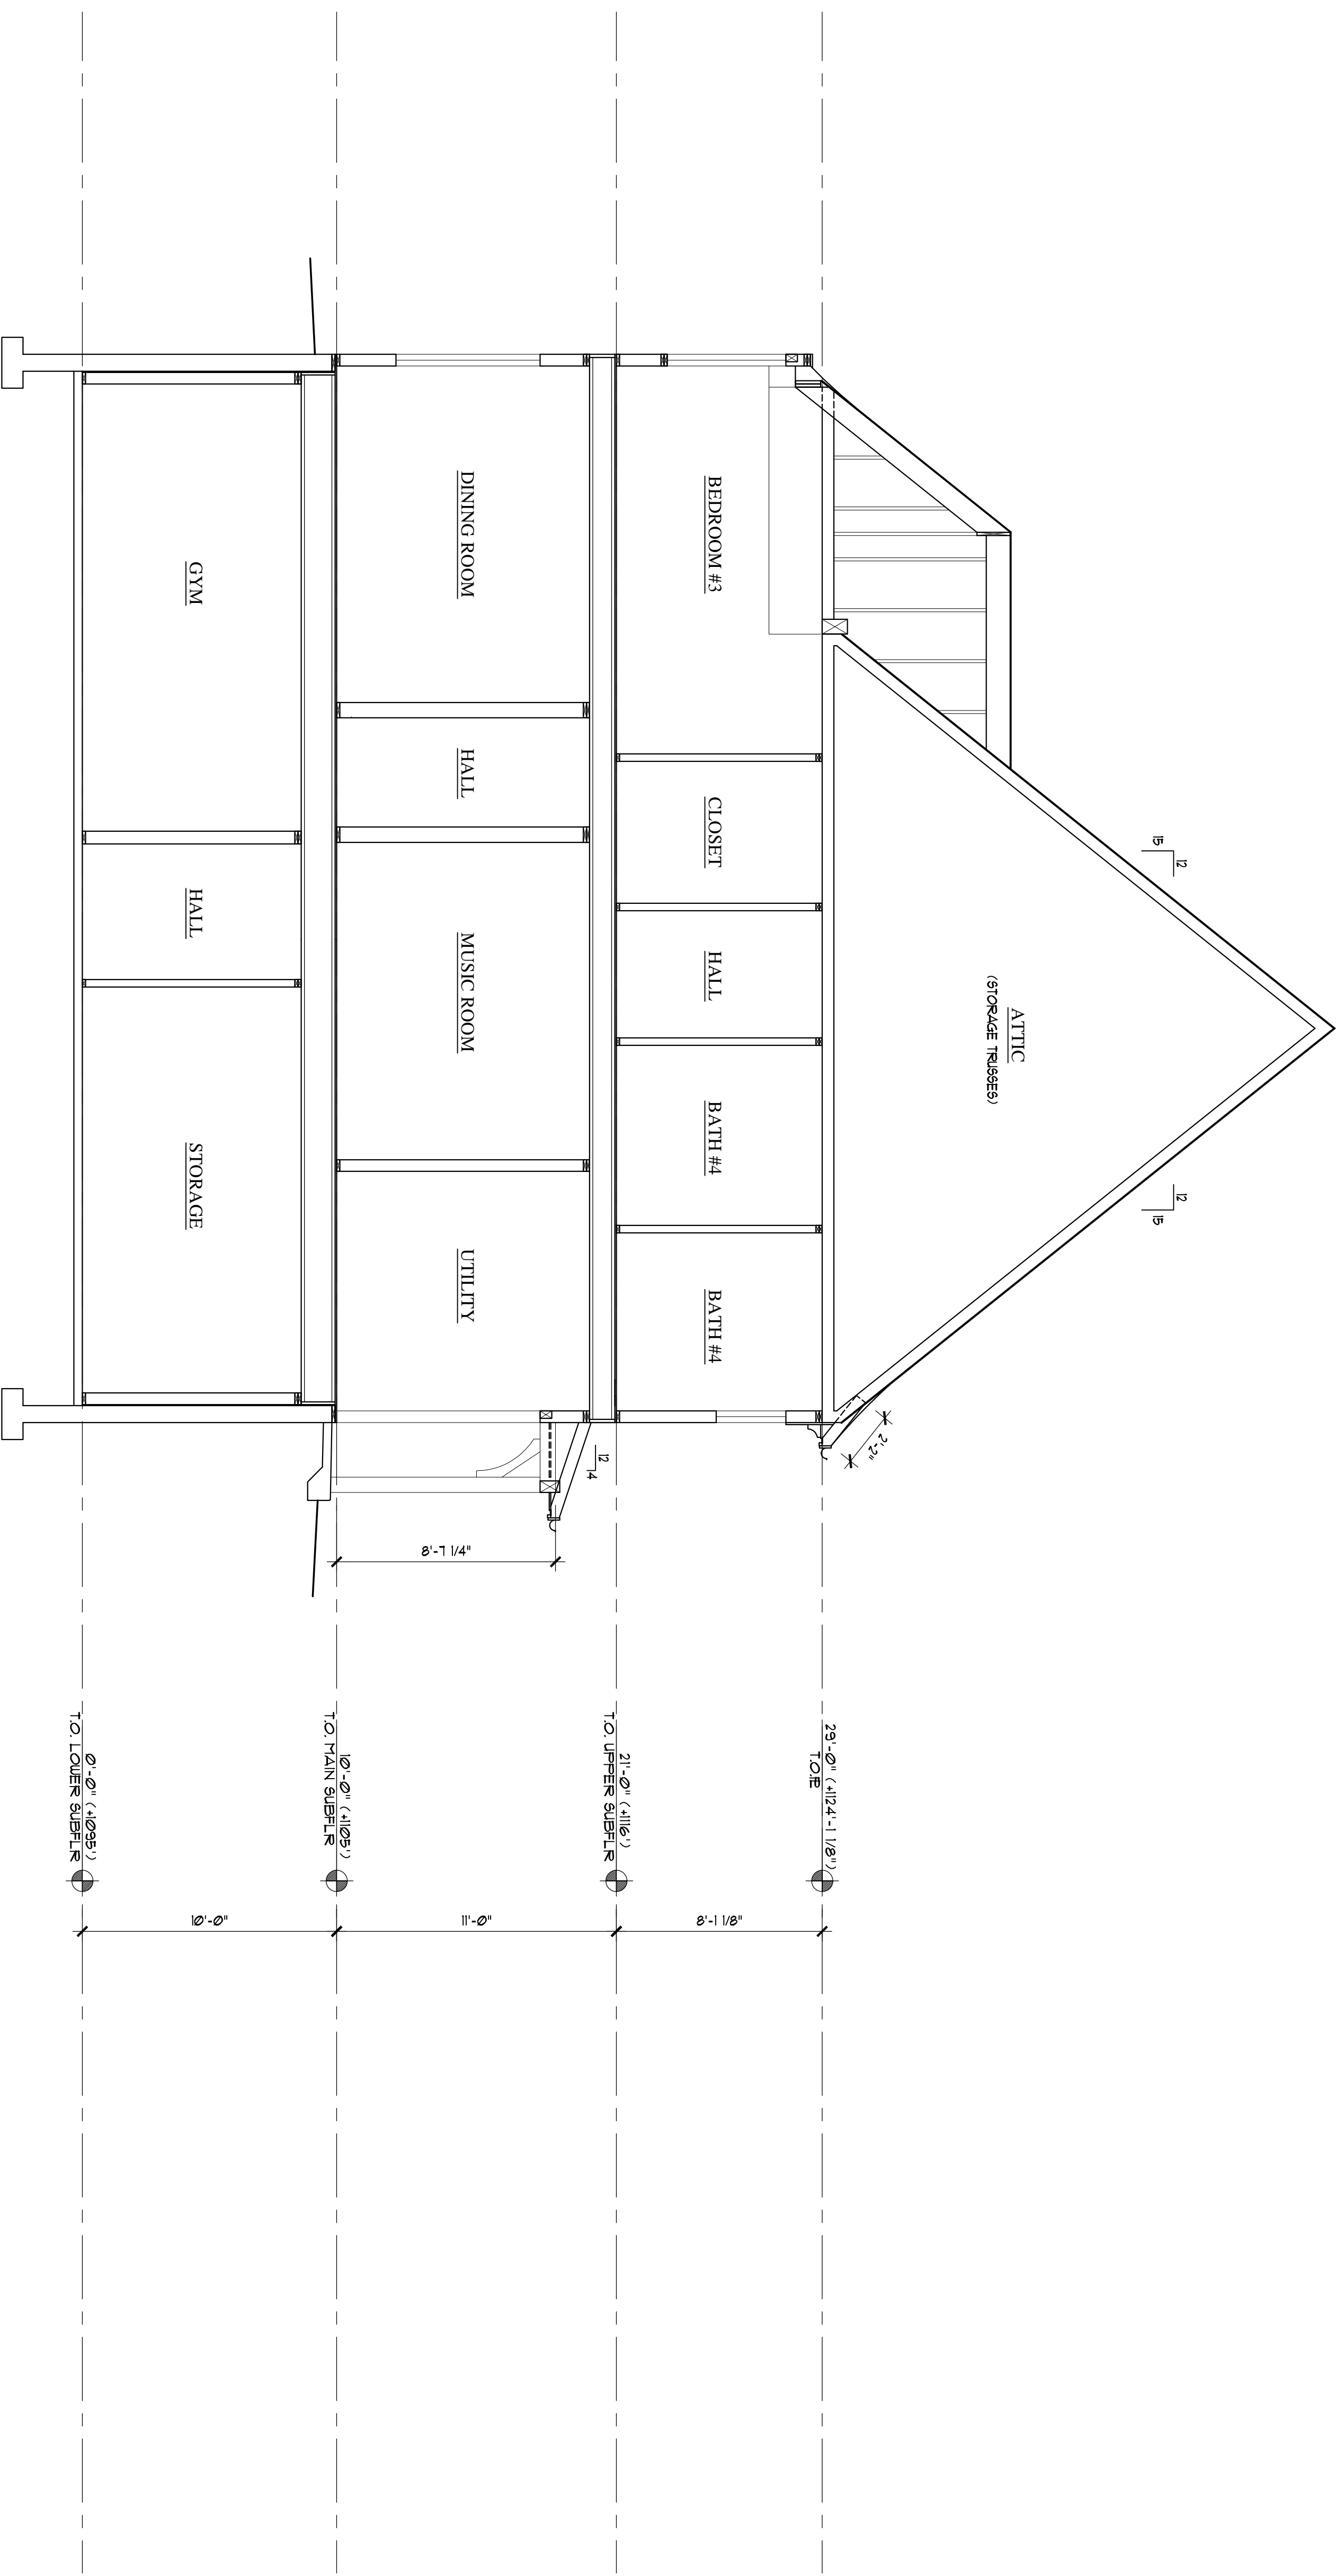 15
12
12
15
ATTIC
(STORAGE TRUSSES)
2'-2"
BEDROOM #3
CLOSET
HALL
BATH #4
BATH #4
29'-0" (+1124'-1 1/8")
T.O.P.
8'-1 1/8"
12
4
21'-0" (+1116')
T.O. UPPER SUBFLR
DINING ROOM
HALL
MUSIC ROOM
UTILITY
8'-7 1/4"
11'-0"
10'-0" (+1105')
T.O. MAIN SUBFLR
GYM
HALL
STORAGE
10'-0"
0'-0" (+1095')
T.O. LOWER SUBFLR